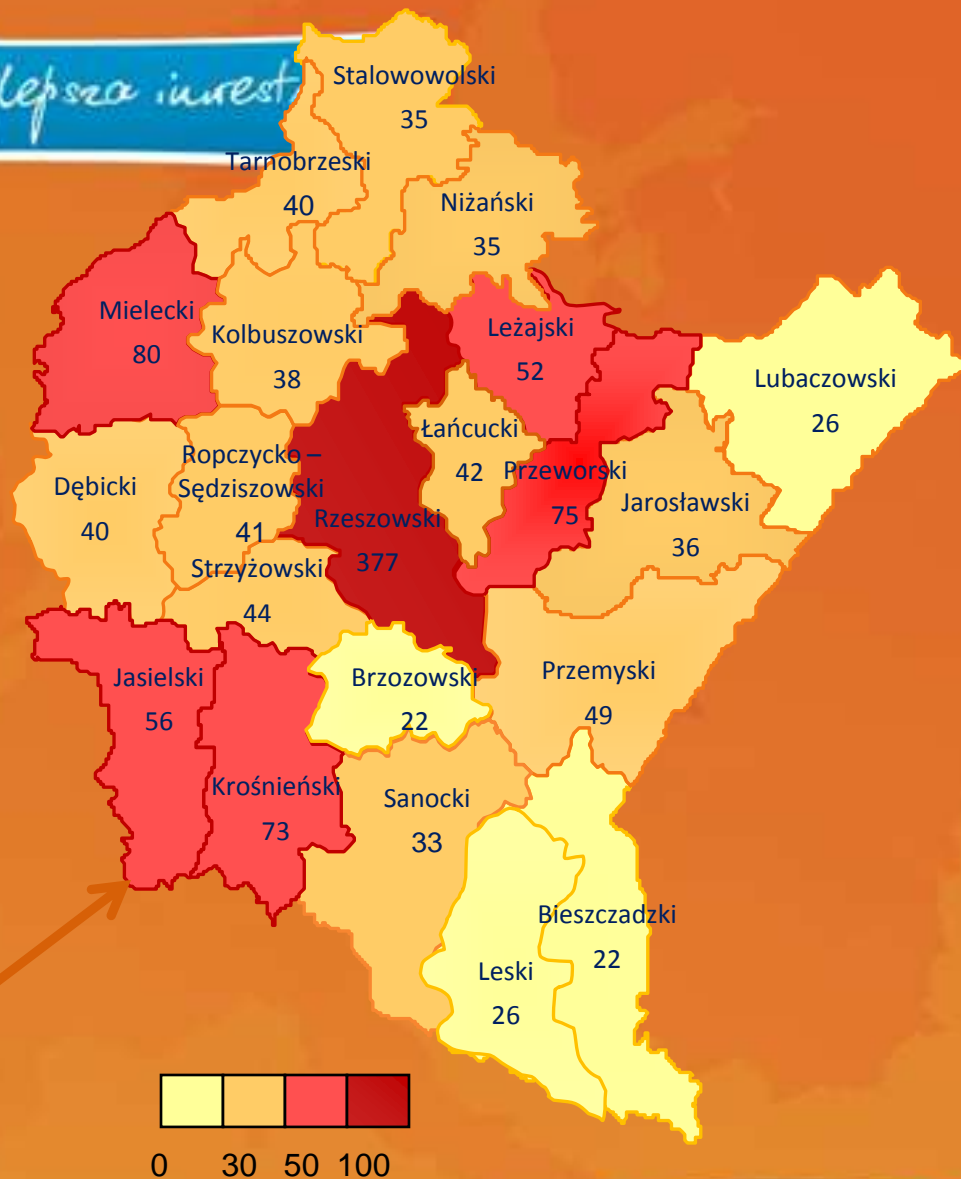 lepsza inwest
Stalowowolski
35
Tarnobrzeski
40
Niżański
35
Mielecki
80
Kolbuszowski
38
Leżajski
52
Lubaczowski
26
Łańcucki
42
Ropczycko –
Sędziszowski
41
Przeworski
75
Dębicki
40
Jarosławski
36
Rzeszowski
377
Strzyżowski
44
Jasielski
56
Brzozowski
22
Przemyski
49
Krośnieński
73
Sanocki
33
Bieszczadzki
22
Leski
26
0 30 50 100